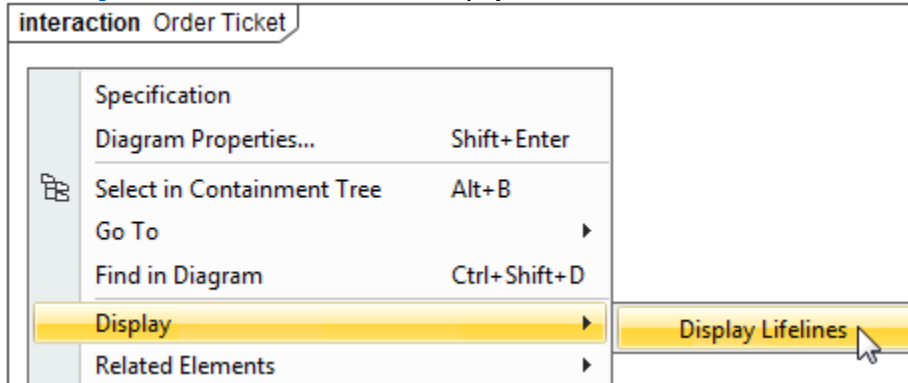 interaction Order Ticket
Specification
Diagram Properties... Shift+Enter
Select in Containment Tree Alt+B
Go To
Find in Diagram Ctrl+Shift+D
Display
Display Lifelines
Related Elements